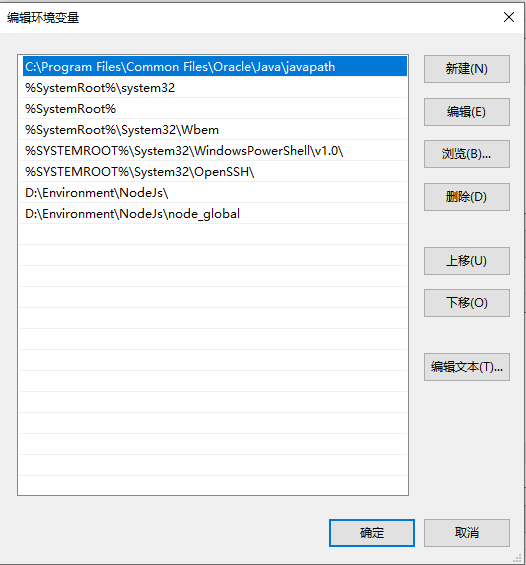 编辑环境变量
C:\Program Files\Common Files\Oracle\Java\javapath
%SystemRoot%\system32
%SystemRoot%
%SystemRoot%\System32\Wbem
%SYSTEMROOT%\System32\WindowsPowerShell\v1.0\
%SYSTEMROOT%\System32\OpenSSH\
D:\Environment\NodeJs\
D:\Environment\NodeJs\node_global
新建(N)
编辑(E)
浏览(B)...
删除(D)
上移(U)
下移(O)
编辑文本(T)...
确定
取消